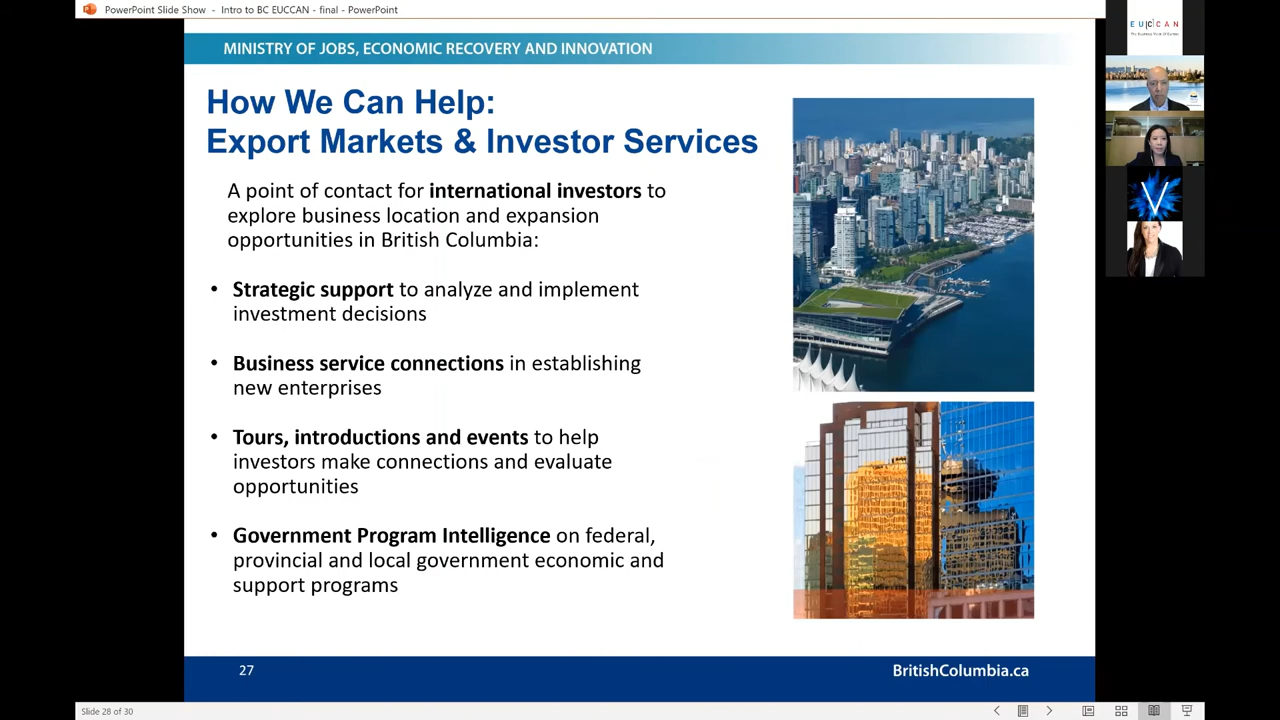 PowerPoint Slide Show - Intro to BC EUCCAN - final - PowerPoint
MINISTRY OF JOBS, ECONOMIC RECOVERY AND INNOVATION
How We Can Help:
Export Markets & Investor Services
A point of contact for international investors to
explore business location and expansion
opportunities in British Columbia:
• Strategic support to analyze and implement
investment decisions
• Business service connections in establishing
new enterprises
• Tours, introductions and events to help
investors make connections and evaluate
opportunities
• Government Program Intelligence on federal,
provincial and local government economic and
support programs
27
BritishColumbia.ca
Slide 28 of 30
EUCCAN
V